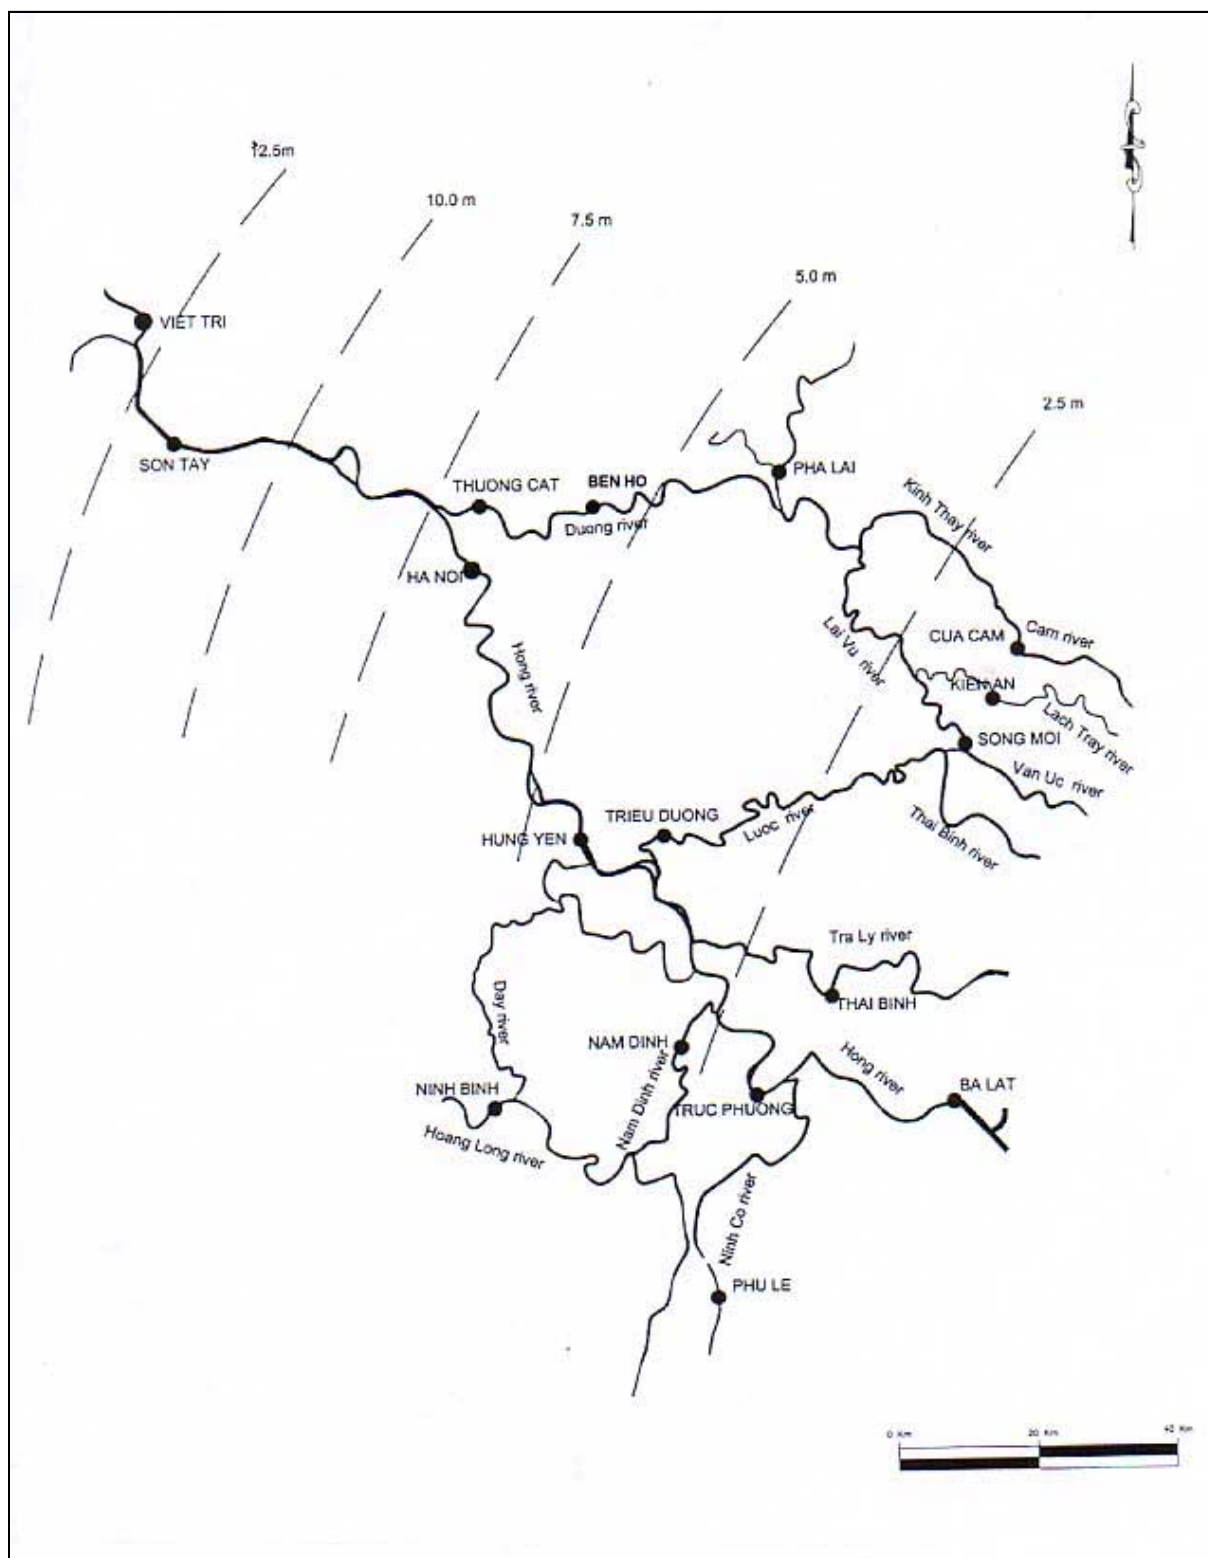 12.5m
10.0 m
7.5 m
5.0 m
2.5 m
VIET TRI
SON TAY
THUONG CAT
BEN HO
PHA LAI
Duong river
Kinh Thay river
HA NOI
Hong river
Lai Vu river
CUA CAM
Cam river
KIEN AN
Lach Tray river
SONG MOI
Van Uc river
Thai Binh river
HUNG YEN
TRIEU DUONG
Luoc river
Tra Ly river
THAI BINH
Day river
NAM DINH
Nam Dinh river
TRUC PHUONG
Hong river
BA LAT
NINH BINH
Hoang Long river
Ninh Co river
PHU LE
0 Km
20 Km
40 Km